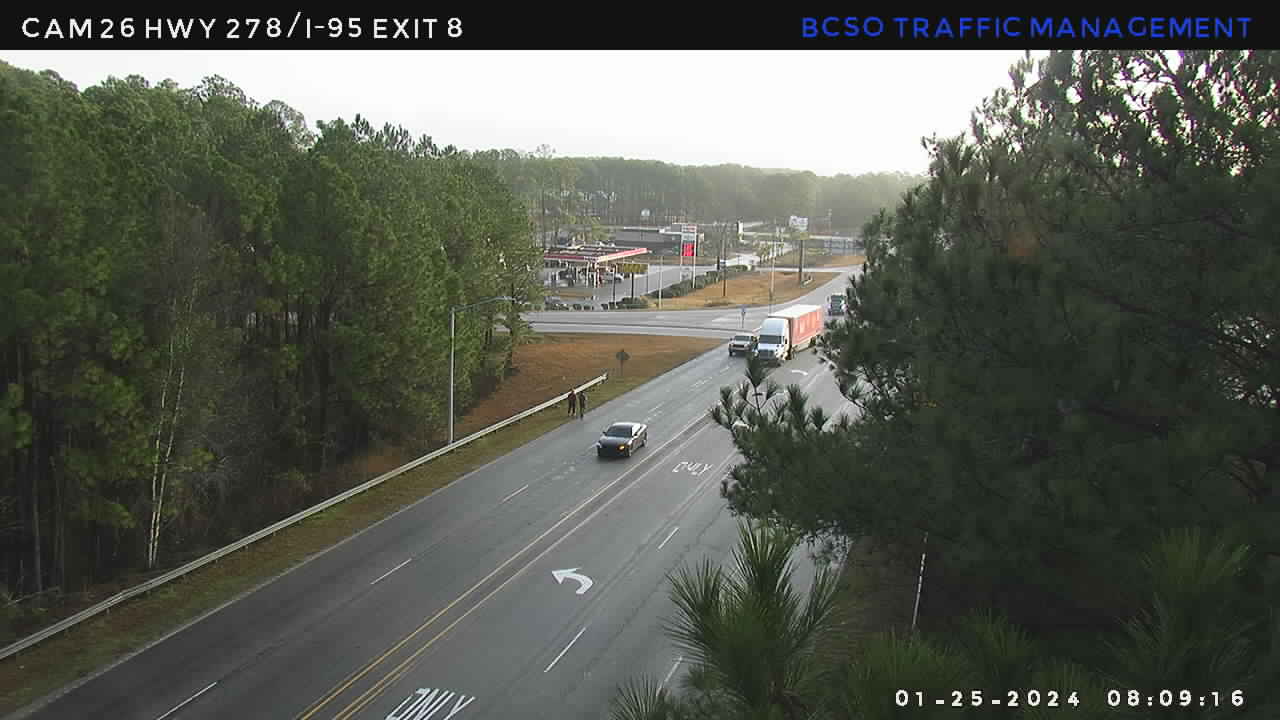 CAM 26 HWY 278/I-95 EXIT 8
BCSO TRAFFIC MANAGEMENT
ONLY
ONLY
01-25-2024 08:09:16